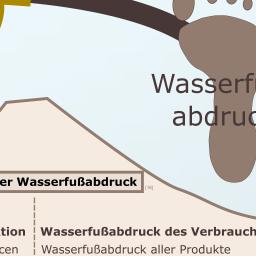 Wasserfu
abdruc
er Wasserfußabdruck
tion Wasserfußabdruck des Verbrauch
cen Wasserfußabdruck aller Produkte